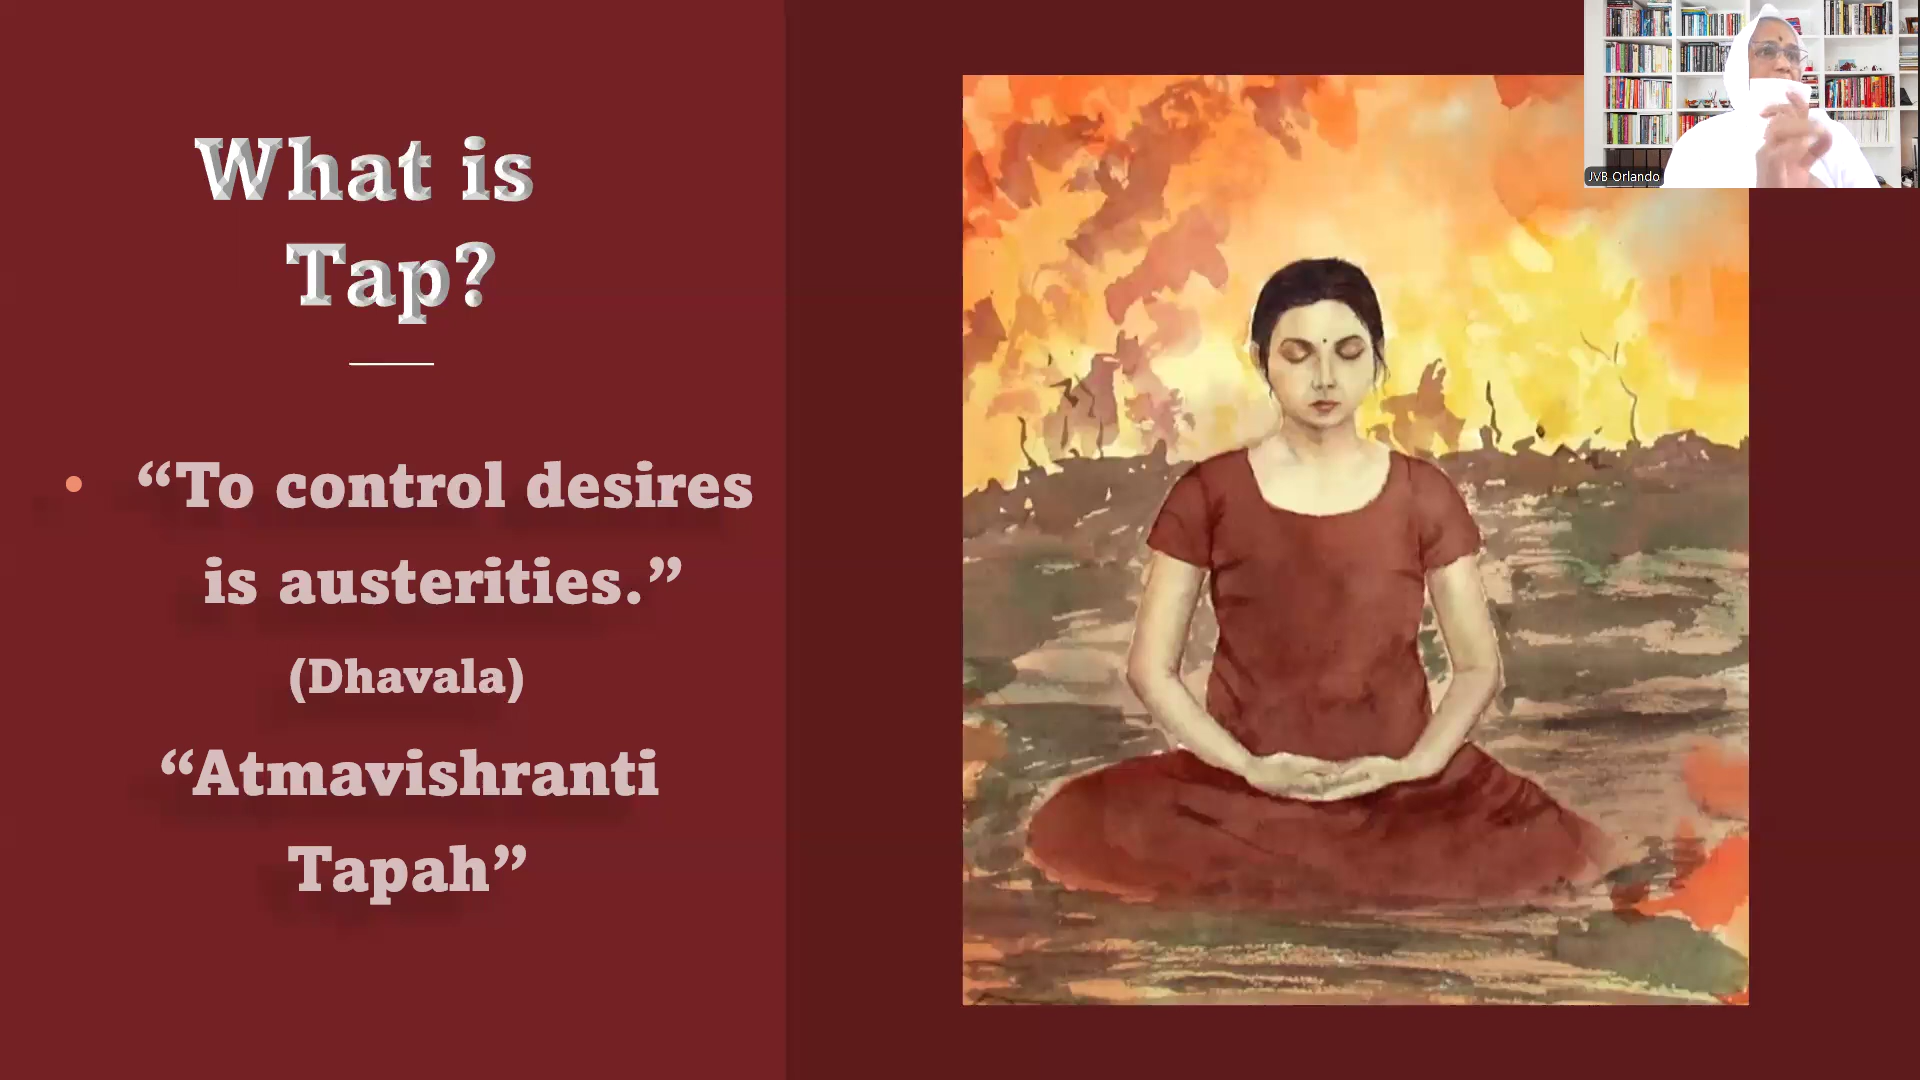 What is
Tap?
“To control desires
is austerities.”
(Dhavala)
“Atmavishranti
Tapah”
JVB Orlando